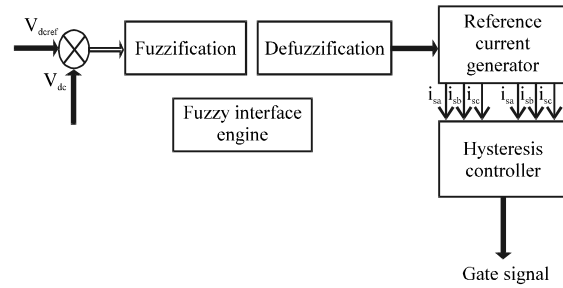 V_dcref
V_dc
Fuzzification
Defuzzification
Reference
current
generator
Fuzzy interface
engine
i_sa i_sb i_sc i_sa i_sb i_sc
Hysteresis
controller
Gate signal